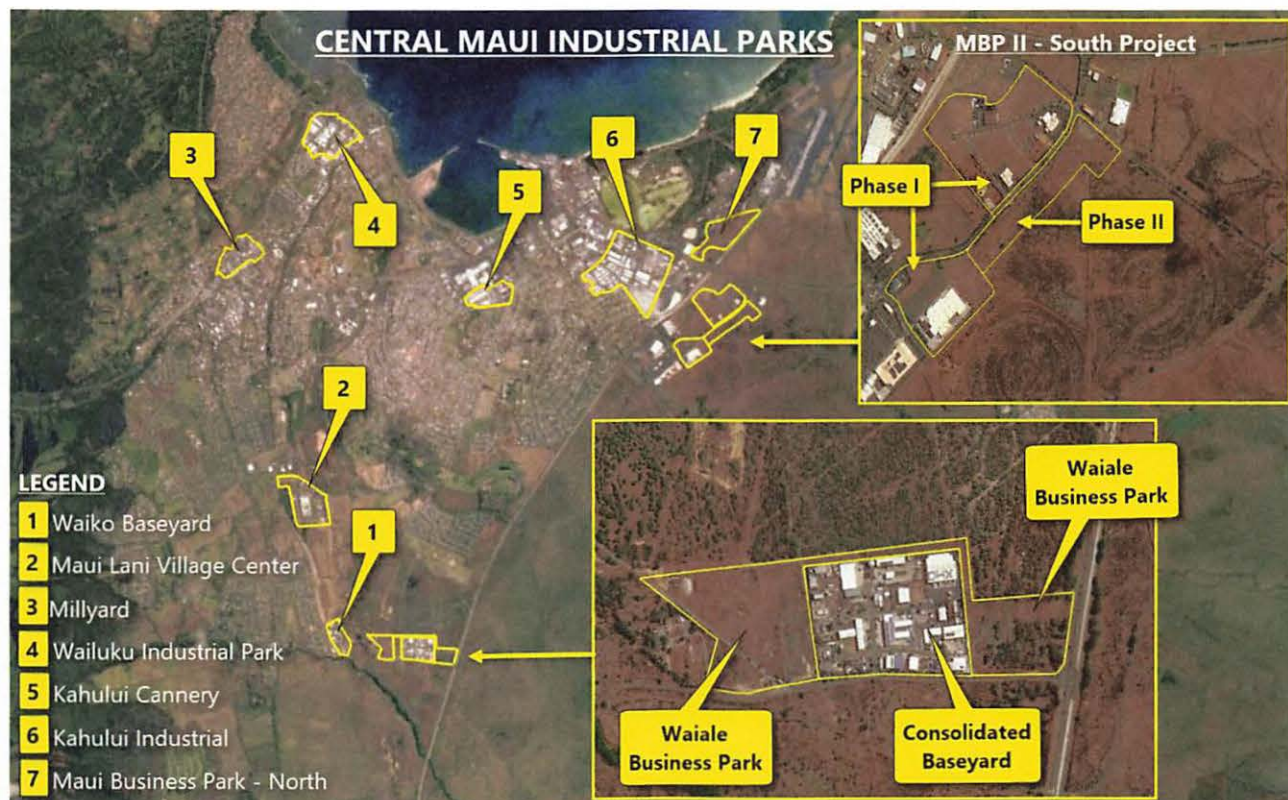 CENTRAL MAUI INDUSTRIAL PARKS
MBP II - South Project
3
4
5
6
7
Phase I
Phase II
2
1
LEGEND
1 Waiko Baseyard
2 Maui Lani Village Center
3 Millyard
4 Wailuku Industrial Park
5 Kahului Cannery
6 Kahului Industrial
7 Maui Business Park - North
Waiale
Business Park
Waiale
Business Park
Consolidated
Baseyard